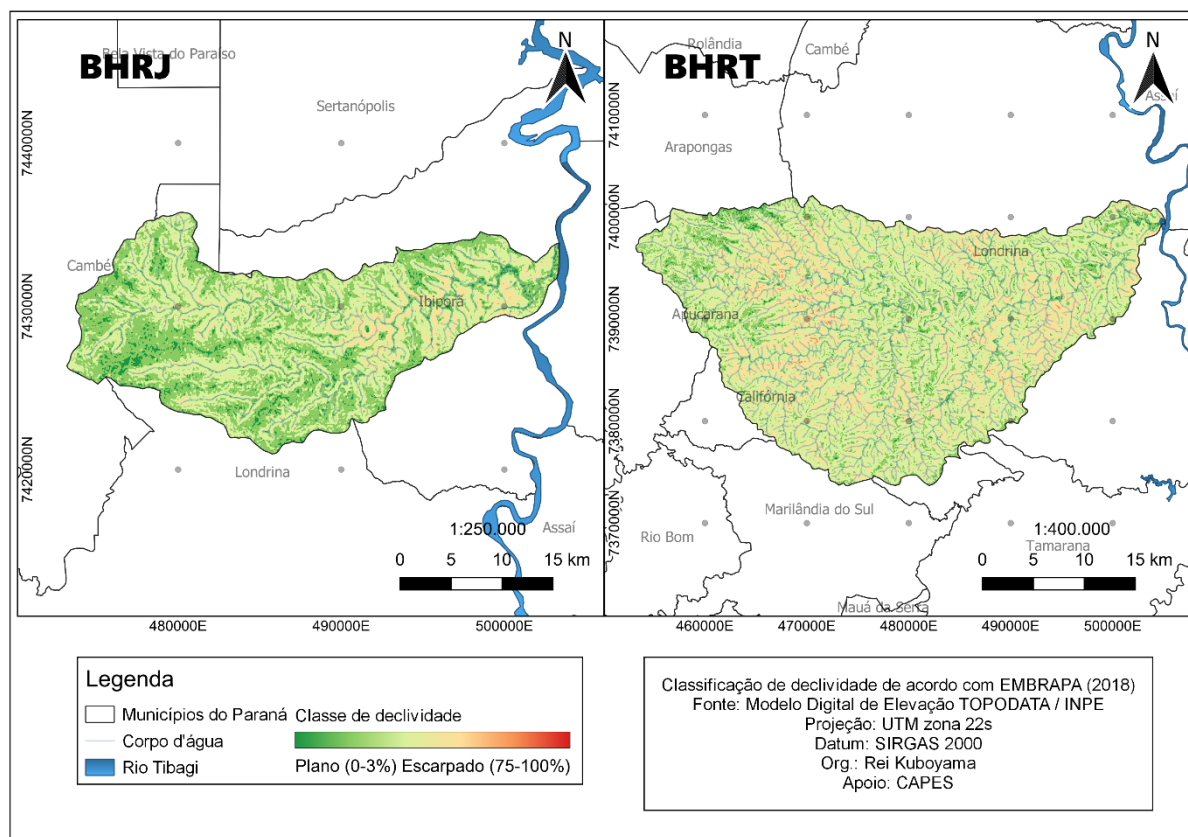 BHRJ
N
Bela Vista do Paraíso
Sertanópolis
Cambé
Ibiporã
Londrina
Assaí
1:250.000
0 5 10 15 km
7440000N
7430000N
7420000N
480000E 490000E 500000E
BHRT
N
Rolândia
Cambé
Assaí
Arapongas
Londrina
Apucarana
Califórnia
Marilândia do Sul
Rio Bom
Tamarana
Mauá da Serra
1:400.000
0 5 10 15 km
7410000N
7400000N
7390000N
7380000N
7370000N
460000E 470000E 480000E 490000E 500000E
Legenda
Municípios do Paraná
Corpo d'água
Rio Tibagi
Classe de declividade
Plano (0-3%) Escarpado (75-100%)
Classificação de declividade de acordo com EMBRAPA (2018)
Fonte: Modelo Digital de Elevação TOPODATA / INPE
Projeção: UTM zona 22s
Datum: SIRGAS 2000
Org.: Rei Kuboyama
Apoio: CAPES